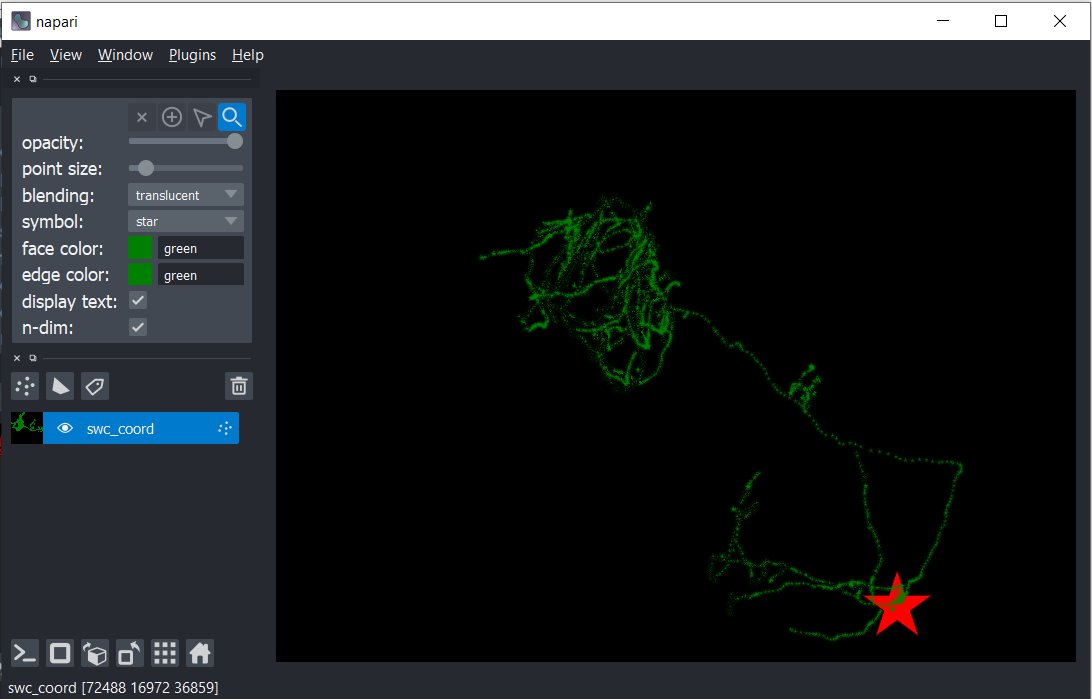 napari
File View Window Plugins Help
opacity:
point size:
blending: translucent
symbol: star
face color: green
edge color: green
display text:
n-dim:
swc_coord
swc_coord [72488 16972 36859]